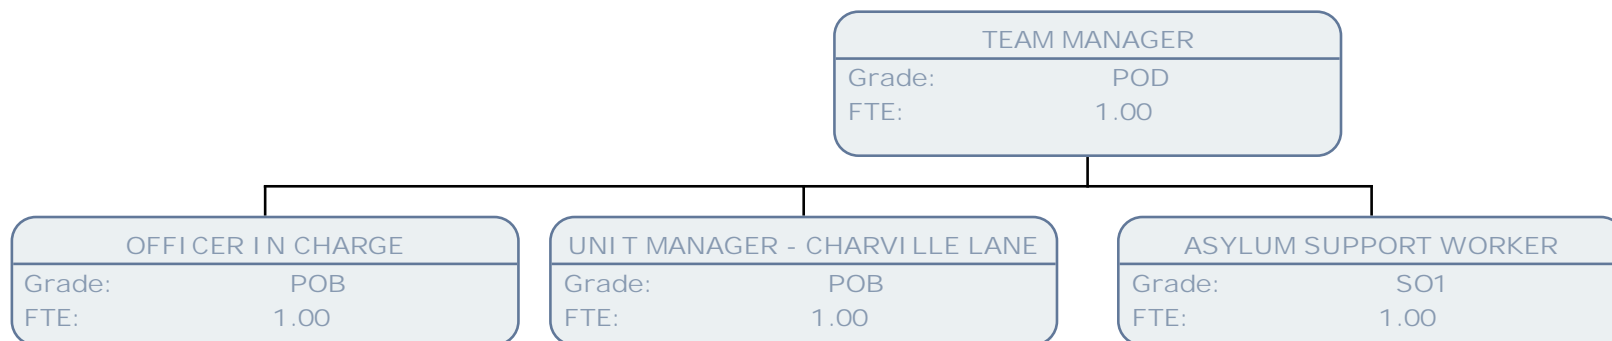 TEAM MANAGER
Grade: POD
FTE: 1.00
OFFICER IN CHARGE
Grade: POB
FTE: 1.00
UNIT MANAGER - CHARVILLE LANE
Grade: POB
FTE: 1.00
ASYLUM SUPPORT WORKER
Grade: SO1
FTE: 1.00